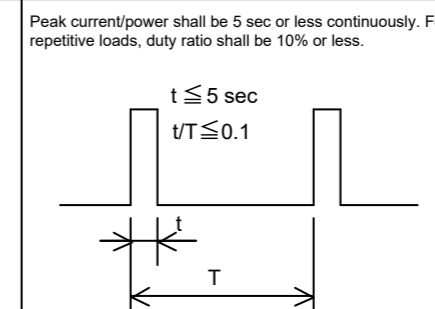 Peak current/power shall be 5 sec or less continuously.
repetitive loads, duty ratio shall be 10% or less.
t≦5 sec
t/T≦0.1
t
T